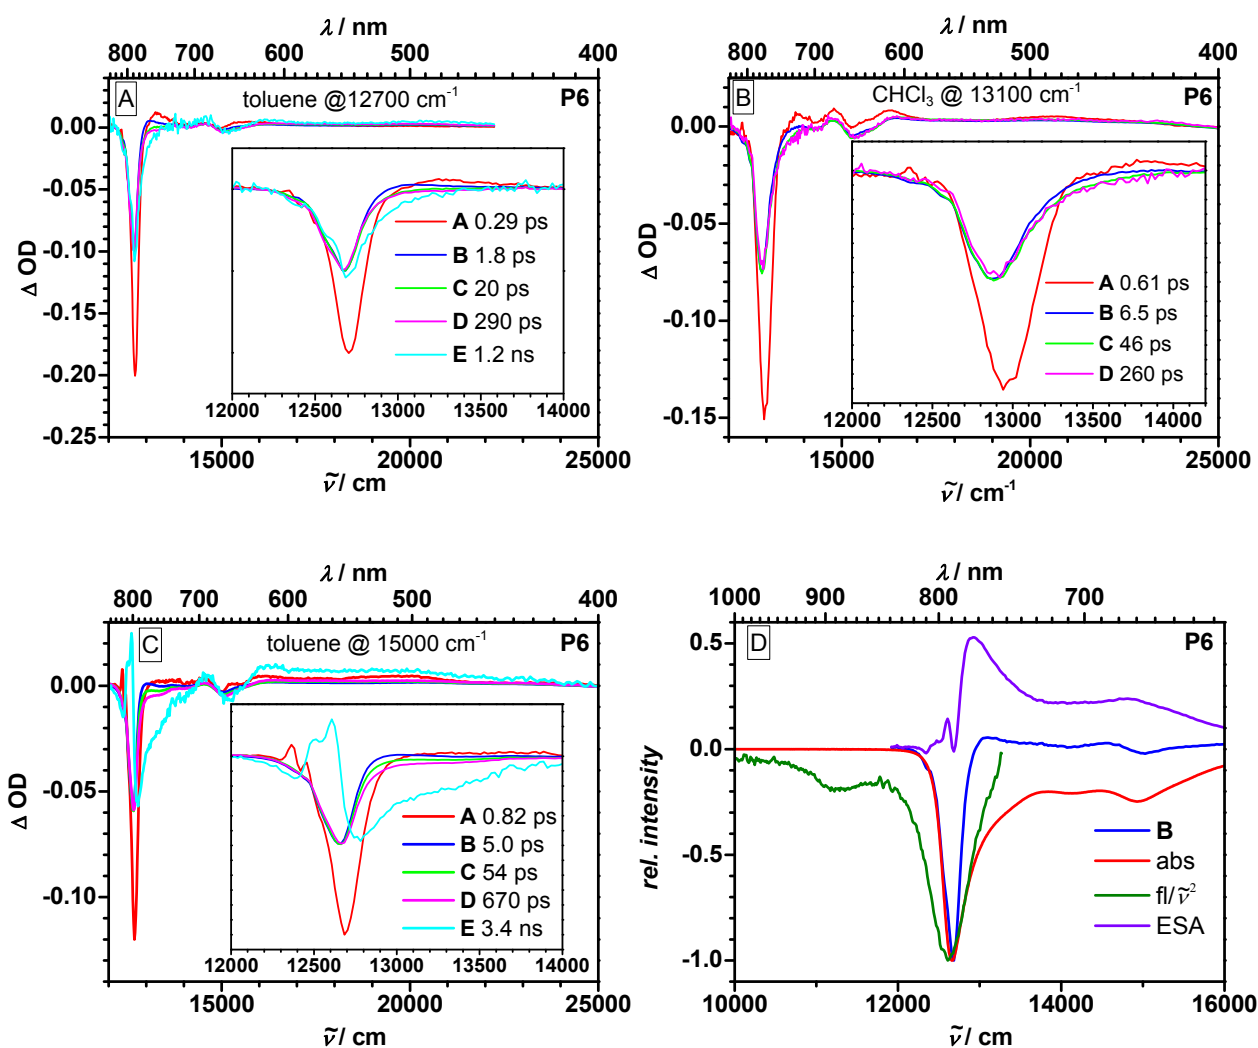 λ / nm
800 700 600 500 400
A
toluene @12700 cm-1
P6
0.00
-0.05
-0.10
-0.15
-0.20
-0.25
Δ OD
A 0.29 ps
B 1.8 ps
C 20 ps
D 290 ps
E 1.2 ns
12000 12500 13000 13500 14000
15000 20000 25000
ṽ / cm
λ / nm
800 700 600 500 400
B
CHCl3 @ 13100 cm-1
P6
0.00
-0.05
-0.10
-0.15
Δ OD
A 0.61 ps
B 6.5 ps
C 46 ps
D 260 ps
12000 12500 13000 13500 14000
15000 20000 25000
ṽ / cm-1
λ / nm
800 700 600 500 400
C
toluene @ 15000 cm-1
P6
0.00
-0.05
-0.10
Δ OD
A 0.82 ps
B 5.0 ps
C 54 ps
D 670 ps
E 3.4 ns
12000 12500 13000 13500 14000
15000 20000 25000
ṽ / cm
λ / nm
1000 900 800 700
D
P6
0.5
0.0
-0.5
-1.0
rel. intensity
B
abs
fl/ṽ2
ESA
10000 12000 14000 16000
ṽ / cm